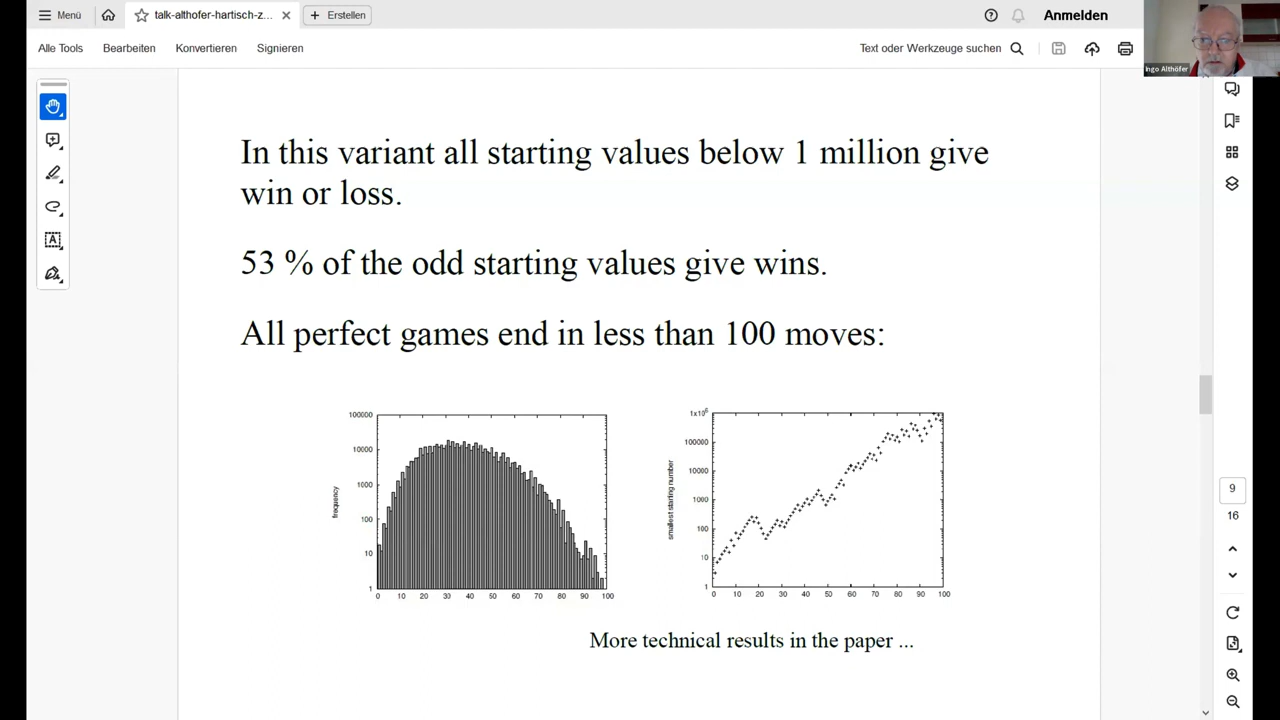 Menü
talk-althofer-hartisch-z...
Erstellen
Anmelden
Alle Tools
Bearbeiten
Konvertieren
Signieren
Text oder Werkzeuge suchen
Ingo Althöfer
In this variant all starting values below 1 million give
win or loss.
53 % of the odd starting values give wins.
All perfect games end in less than 100 moves:
100000
10000
1000
100
10
1
frequency
0 10 20 30 40 50 60 70 80 90 100
1x10^6
100000
10000
1000
100
10
1
smallest starting number
0 10 20 30 40 50 60 70 80 90 100
More technical results in the paper ...
9
16